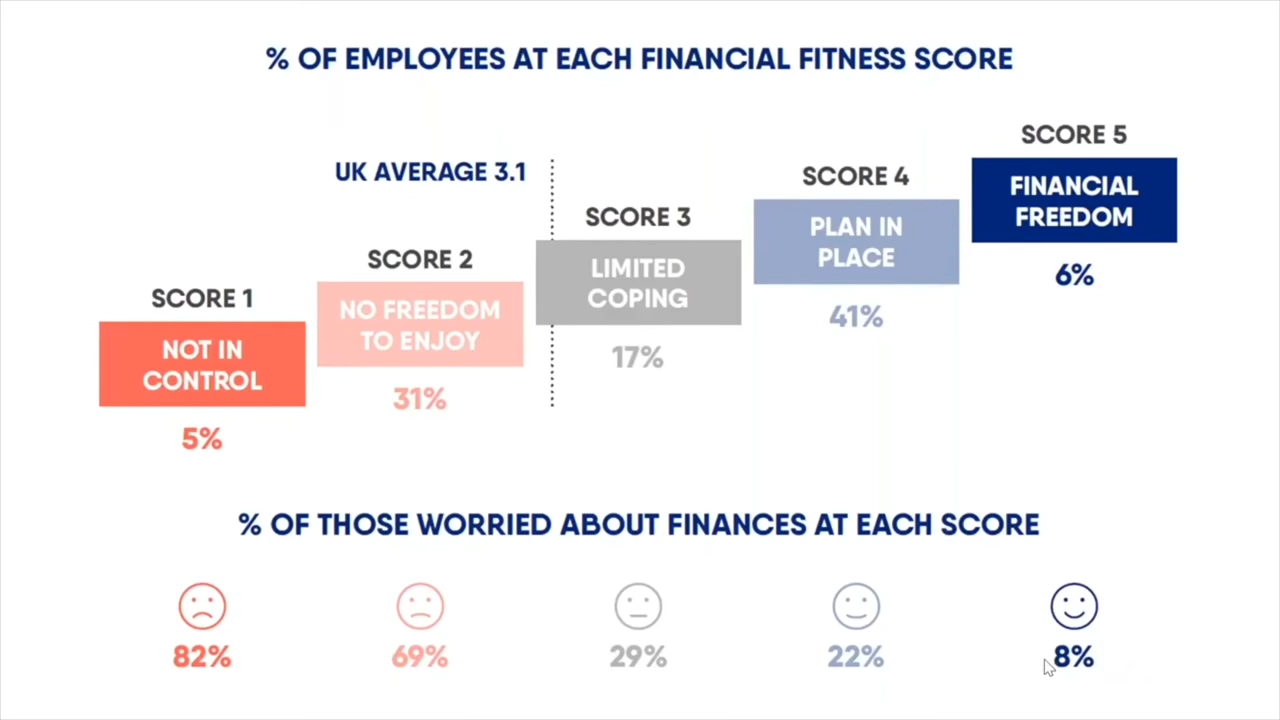 % OF EMPLOYEES AT EACH FINANCIAL FITNESS SCORE
UK AVERAGE 3.1
SCORE 1
NOT IN
CONTROL
5%
SCORE 2
NO FREEDOM
TO ENJOY
31%
SCORE 3
LIMITED
COPING
17%
SCORE 4
PLAN IN
PLACE
41%
SCORE 5
FINANCIAL
FREEDOM
6%
% OF THOSE WORRIED ABOUT FINANCES AT EACH SCORE
82%
69%
29%
22%
8%